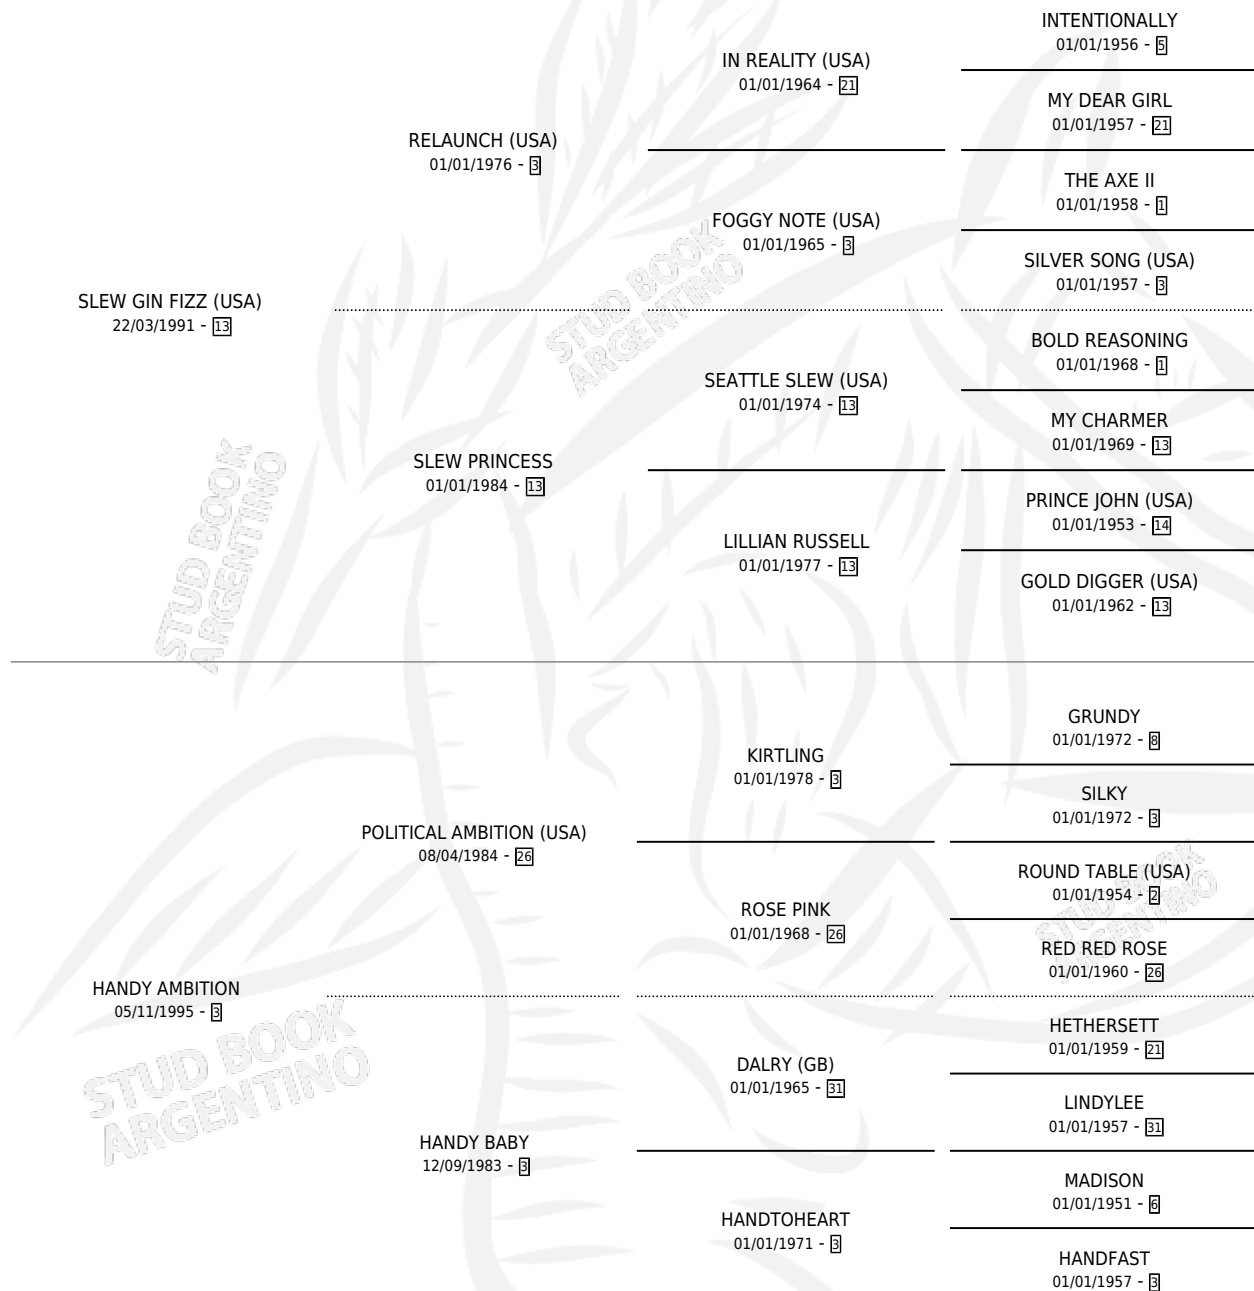 INTENTIONALLY
01/01/1956 - 5
IN REALITY (USA)
01/01/1964 - 21
MY DEAR GIRL
01/01/1957 - 21
RELAUNCH (USA)
01/01/1976 - 3
THE AXE II
01/01/1958 - 1
FOGGY NOTE (USA)
01/01/1965 - 3
SILVER SONG (USA)
01/01/1957 - 3
SLEW GIN FIZZ (USA)
22/03/1991 - 13
BOLD REASONING
01/01/1968 - 1
SEATTLE SLEW (USA)
01/01/1974 - 13
MY CHARMER
01/01/1969 - 13
SLEW PRINCESS
01/01/1984 - 13
PRINCE JOHN (USA)
01/01/1953 - 14
LILLIAN RUSSELL
01/01/1977 - 13
GOLD DIGGER (USA)
01/01/1962 - 13
GRUNDY
01/01/1972 - 8
KIRTLING
01/01/1978 - 3
SILKY
01/01/1972 - 3
POLITICAL AMBITION (USA)
08/04/1984 - 26
ROUND TABLE (USA)
01/01/1954 - 2
ROSE PINK
01/01/1968 - 26
RED RED ROSE
01/01/1960 - 26
HANDY AMBITION
05/11/1995 - 3
HETHERSETT
01/01/1959 - 21
DALRY (GB)
01/01/1965 - 31
LINDYLEE
01/01/1957 - 31
HANDY BABY
12/09/1983 - 3
MADISON
01/01/1951 - 6
HANDTOHEART
01/01/1971 - 3
HANDFAST
01/01/1957 - 3
STUD BOOK
ARGENTINO
STUD BOOK
ARGENTINO
STUD BOOK
ARGENTINO
STUD BOOK
ARGENTINO